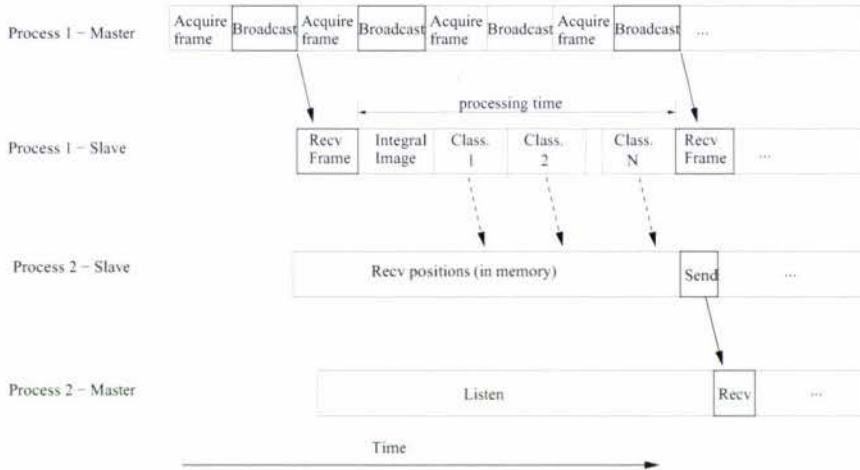 Process 1 − Master
Acquire frame
Broadcast
Acquire frame
Broadcast
Acquire frame
Broadcast
Acquire frame
Broadcast
...
processing time
Process 1 − Slave
Recv Frame
Integral Image
Class. 1
Class. 2
Class. N
Recv Frame
...
Process 2 − Slave
Recv positions (in memory)
Send
...
Process 2 − Master
Listen
Recv
...
Time